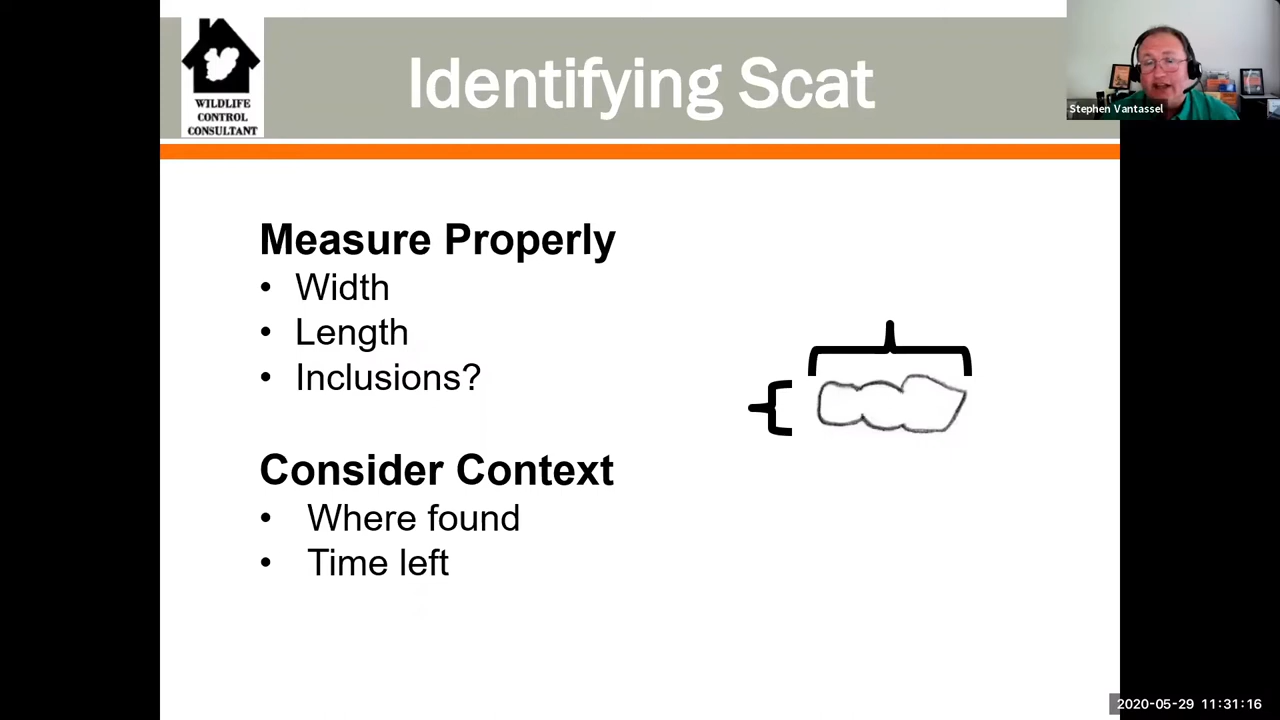 WILDLIFE
CONTROL
CONSULTANT
Identifying Scat
Stephen Vantassel
Measure Properly
• Width
• Length
• Inclusions?
Consider Context
• Where found
• Time left
2020-05-29 11:31:16